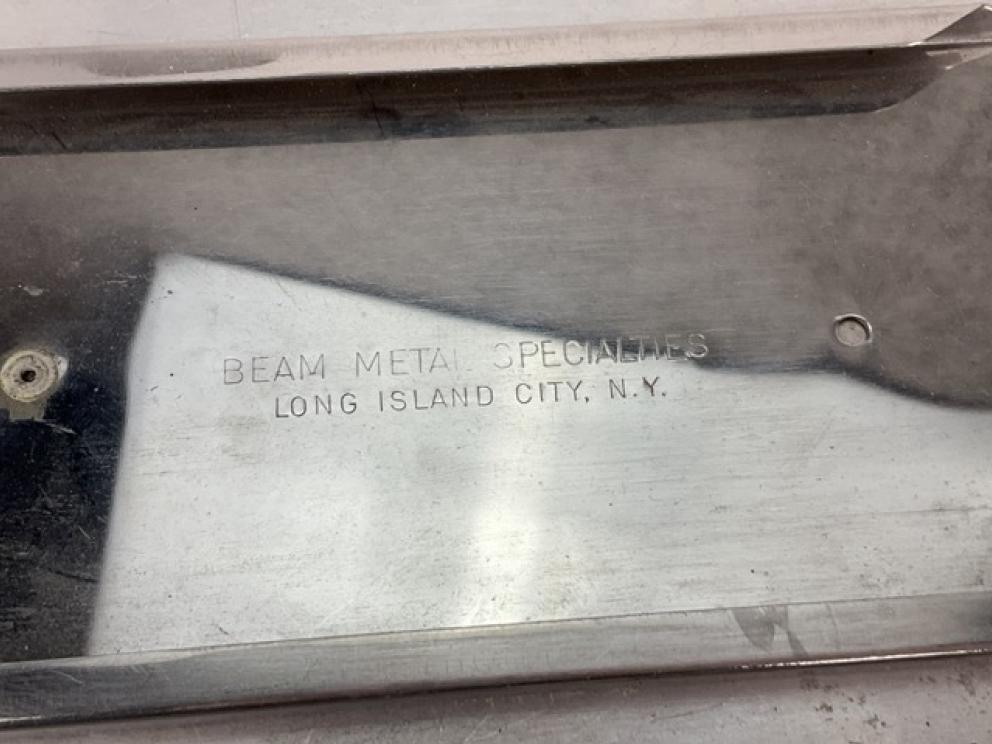 BEAM METAL SPECIALTIES
LONG ISLAND CITY, N.Y.